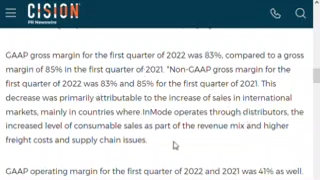 CISION
PR Newswire
GAAP gross margin for the first quarter of 2022 was 83%, compared to a gross
margin of 85% in the first quarter of 2021. *Non-GAAP gross margin for the
first quarter of 2022 was 83% and 85% for the first quarter of 2021. This
decrease was primarily attributable to the increase of sales in international
markets, mainly in countries where InMode operates through distributors, the
increased level of consumable sales as part of the revenue mix and higher
freight costs and supply chain issues.
GAAP operating margin for the first quarter of 2022 and 2021 was 41% as well.